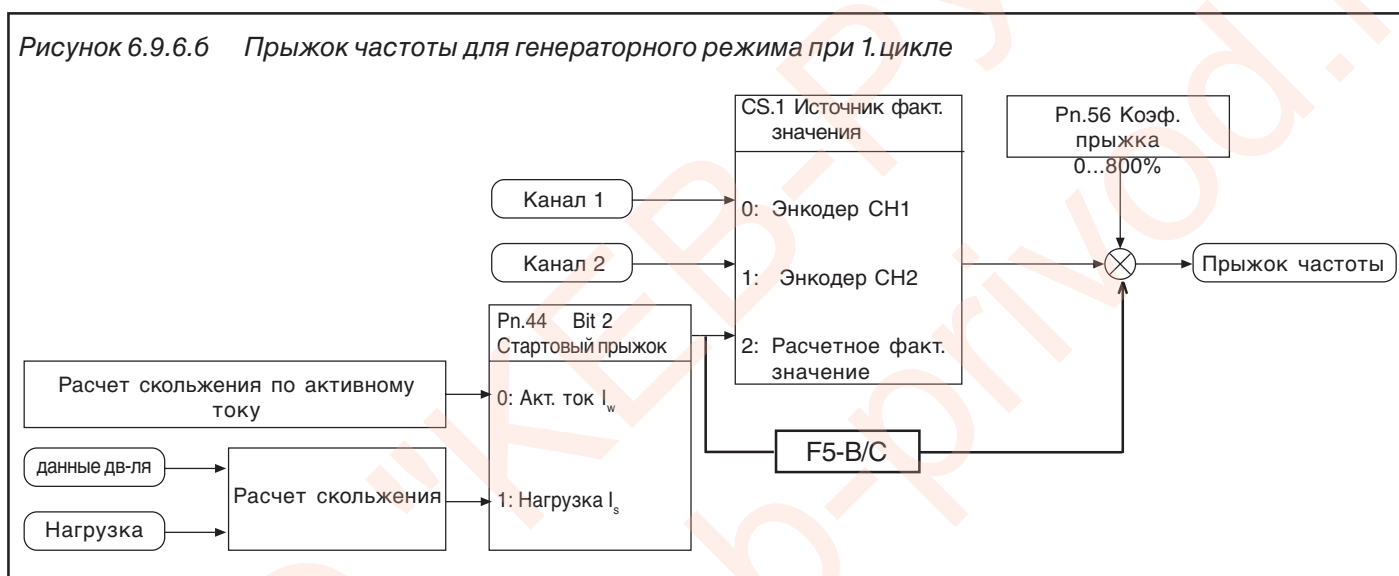 Рисунок 6.9.6.б Прыжок частоты для генераторного режима при 1.цикле
CS.1 Источник факт.
значения
Pn.56 Коэф.
прыжка
0...800%
Канал 1
0: Энкодер CH1
Канал 2
1: Энкодер CH2
Прыжок частоты
Pn.44 Bit 2
Стартовый прыжок
2: Расчетное факт.
значение
Расчет скольжения по активному
току
0: Акт. ток Iw
F5-B/C
данные дв-ля
Расчет скольжения
1: Нагрузка Is
Нагрузка
"KEB-РУ
b-privod.r